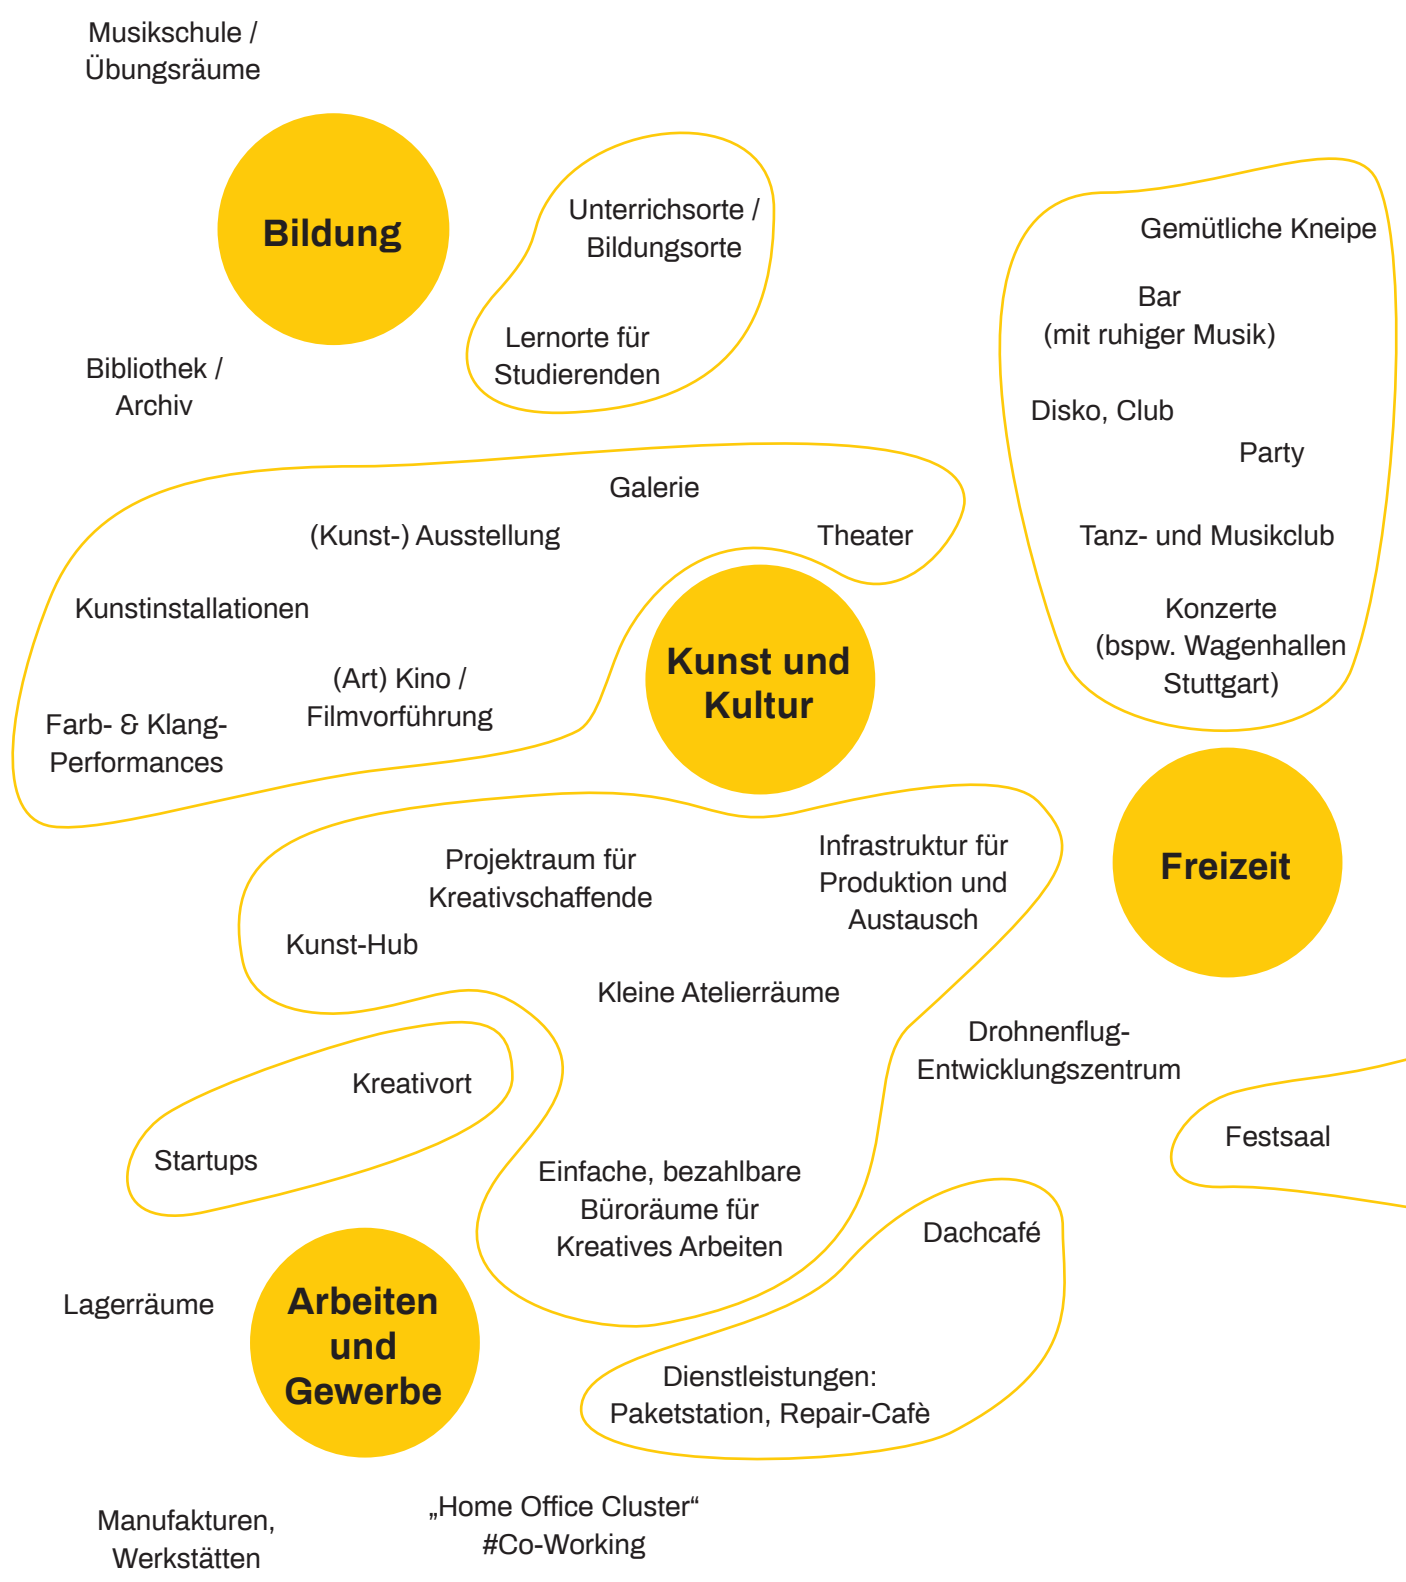 Musikschule /
Übungsräume
Bildung
Unterrichsorte /
Bildungsorte
Lernorte für
Studierenden
Bibliothek /
Archiv
Gemütliche Kneipe
Bar
(mit ruhiger Musik)
Disko, Club
Party
Tanz- und Musikclub
Konzerte
(bspw. Wagenhallen
Stuttgart)
Galerie
(Kunst-) Ausstellung
Theater
Kunstinstallationen
(Art) Kino /
Filmvorführung
Farb- & Klang-
Performances
Kunst und
Kultur
Freizeit
Projektraum für
Kreativschaffende
Infrastruktur für
Produktion und
Austausch
Kunst-Hub
Kleine Atelierräume
Drohnenflug-
Entwicklungszentrum
Kreativort
Startups
Festsaal
Einfache, bezahlbare
Büroräume für
Kreatives Arbeiten
Dachcafé
Lagerräume
Arbeiten
und
Gewerbe
Dienstleistungen:
Paketstation, Repair-Cafè
Manufakturen,
Werkstätten
„Home Office Cluster“
#Co-Working